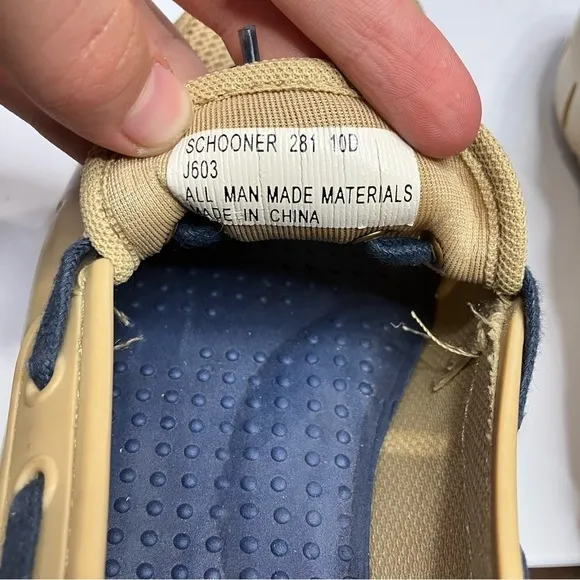 SCHOONER 281 10D
J603
ALL MAN MADE MATERIALS
MADE IN CHINA